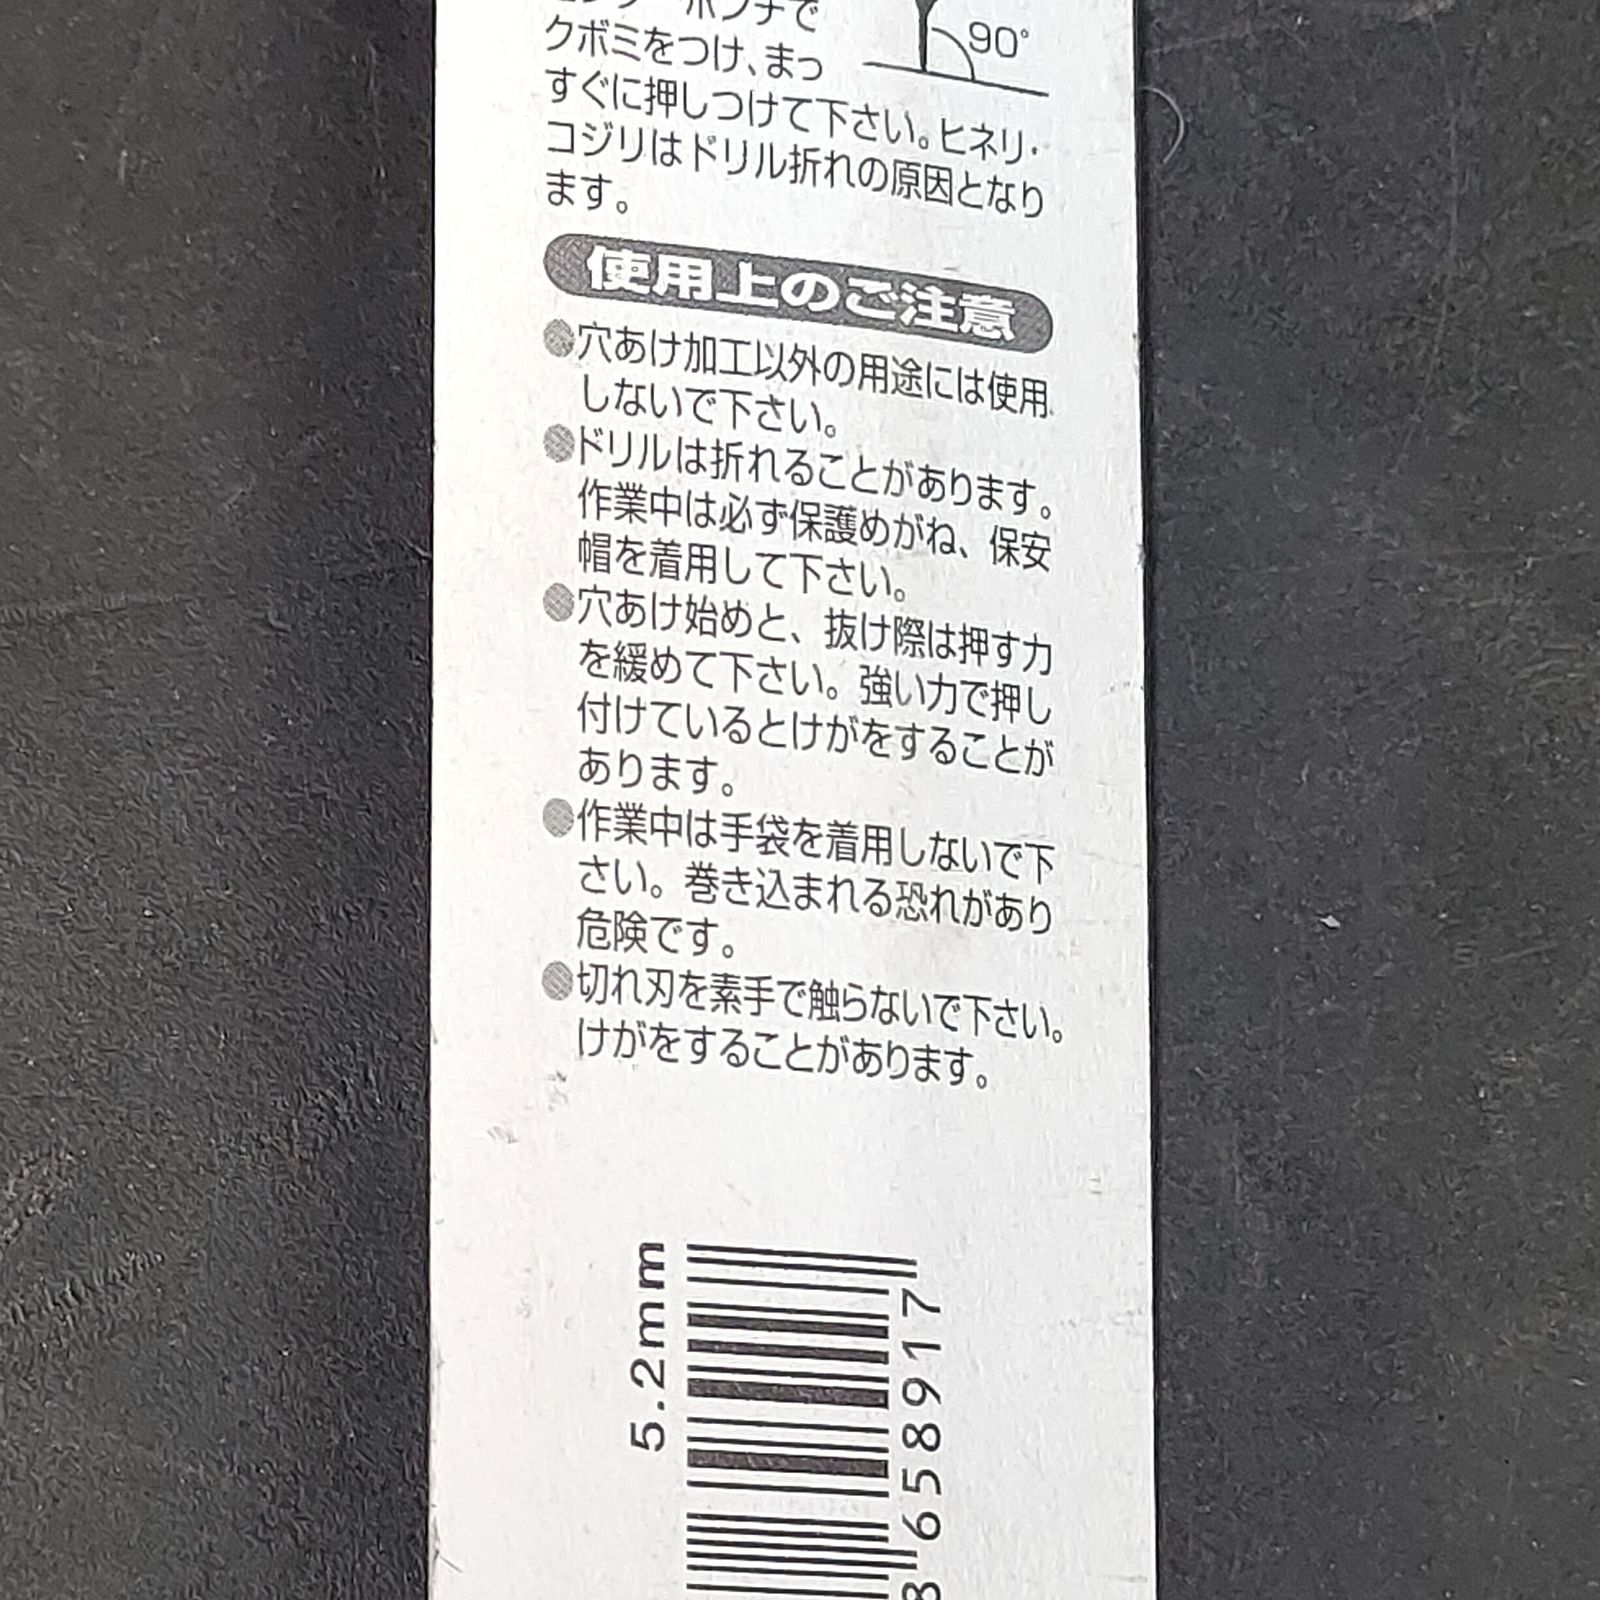 センターポンチで
クボミをつけ、まっ
すぐに押しつけて下さい。ヒネリ・
コジリはドリル折れの原因となり
ます。
90°
使用上のご注意
●穴あけ加工以外の用途には使用
しないで下さい。
●ドリルは折れることがあります。
作業中は必ず保護めがね、保安
帽を着用して下さい。
●穴あけ始めと、抜け際は押す力
を緩めて下さい。強い力で押し
付けているとけがをすることが
あります。
●作業中は手袋を着用しないで下
さい。巻き込まれる恐れがあり
危険です。
●切れ刃を素手で触らないで下さい。
けがをすることがあります。
5.2mm
8 658917